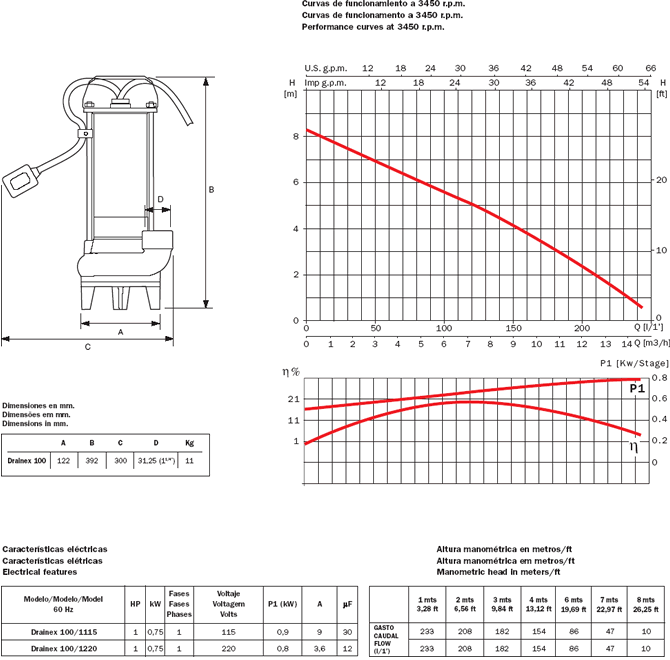 Curvas de funcionamiento a 3450 r.p.m.
Curvas de funcionamento a 3450 r.p.m.
Performance curves at 3450 r.p.m.
U.S. g.p.m. 12 18 24 30 36 42 48 54 60 66
H Imp g.p.m. 12 18 24 30 36 42 48 54 H
[m] [ft]
8
6
4
2
0
20
10
0
0 50 100 150 200 Q [l/1']
0 1 2 3 4 5 6 7 8 9 10 11 12 13 14 Q [m3/h]
A
B
C
D
P1 [Kw/Stage]
η %
21
11
1
0.8
0.6
0.4
0.2
0
P1
η
Dimensiones en mm.
Dimensões em mm.
Dimensions in mm.
A B C D Kg
Drainex 100 122 392 300 31,25 (1 1/4") 11
Características eléctricas
Características elétricas
Electrical features
Modelo/Modelo/Model
60 Hz
HP
kW
Fases
Fases
Phases
Voltaje
Voltagem
Volts
P1 (kW)
A
µF
Drainex 100/1115 1 0,75 1 115 0,9 9 30
Drainex 100/1220 1 0,75 1 220 0,8 3,6 12
Altura manométrica en metros/ft
Altura manométrica em metros/ft
Manometric head in meters/ft
1 mts 2 mts 3 mts 4 mts 6 mts 7 mts 8 mts
3,28 ft 6,56 ft 9,84 ft 13,12 ft 19,69 ft 22,97 ft 26,25 ft
GASTO
CAUDAL
FLOW
(l/1')
233 208 182 154 86 47 10
233 208 182 154 86 47 10